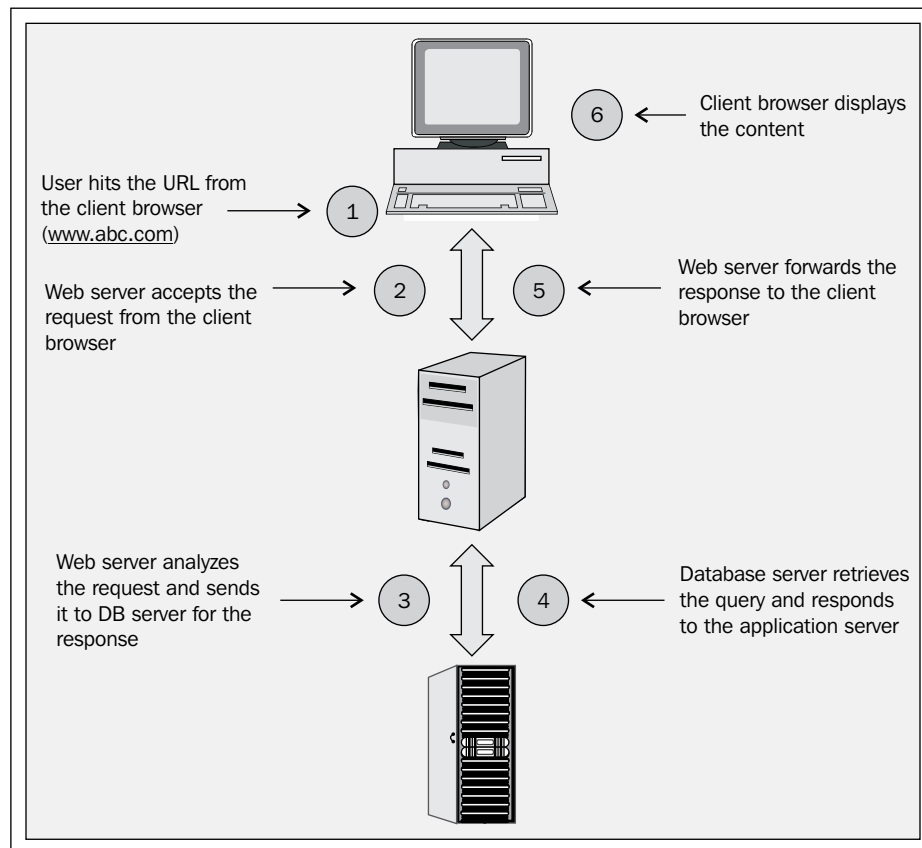 6
Client browser displays
the content
User hits the URL from
the client browser
(www.abc.com)
1
Web server accepts the
request from the client
browser
2
5
Web server forwards the
response to the client
browser
Web server analyzes
the request and sends
it to DB server for the
response
3
4
Database server retrieves
the query and responds
to the application server